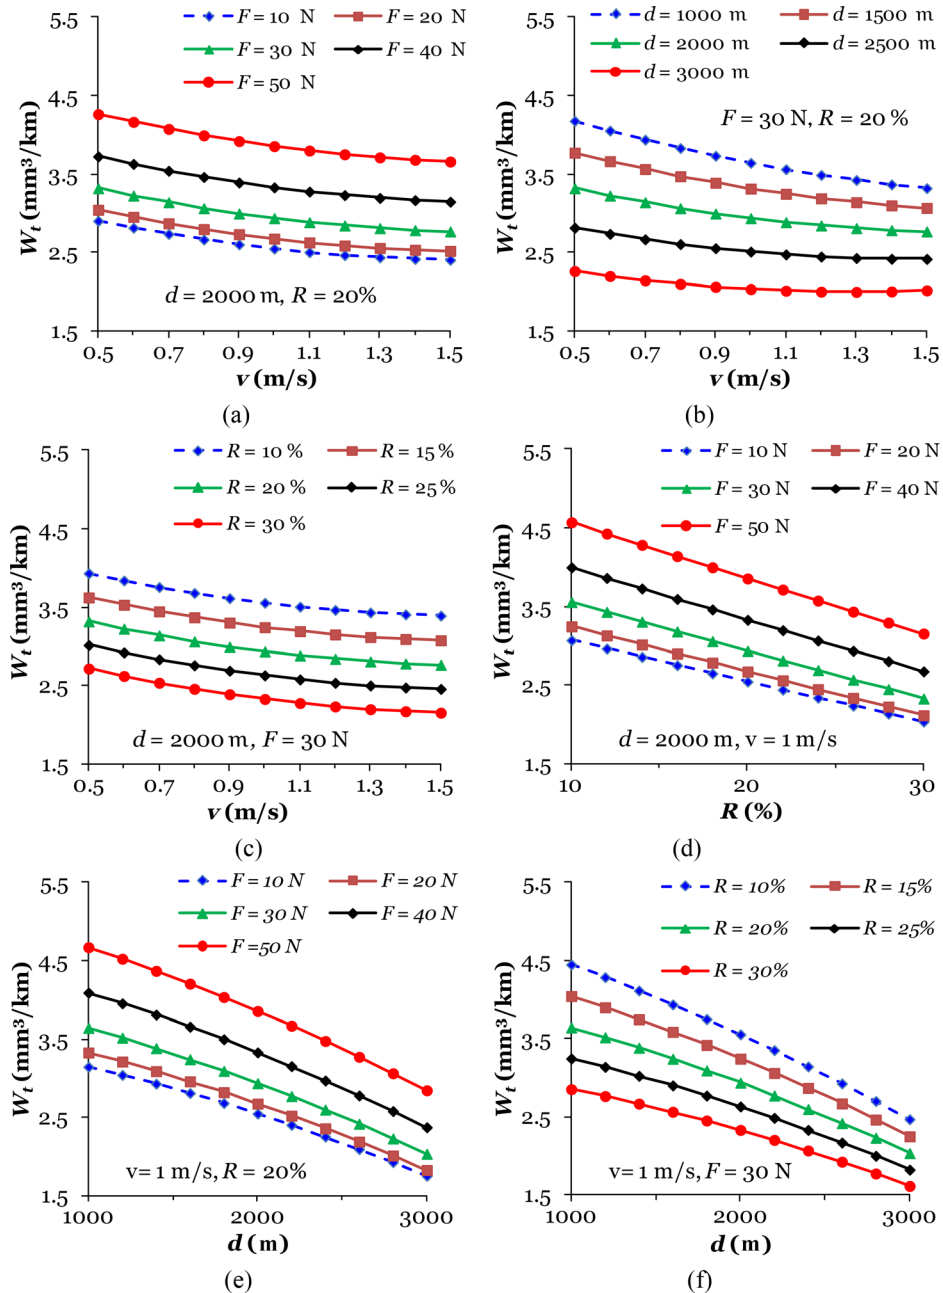 F = 10 N
F = 20 N
F = 30 N
F = 40 N
F = 50 N
5.5
4.5
3.5
2.5
1.5
Wt (mm³/km)
d = 2000 m, R = 20%
0.5 0.7 0.9 1.1 1.3 1.5
v (m/s)
(a)
d = 1000 m
d = 1500 m
d = 2000 m
d = 2500 m
d = 3000 m
5.5
4.5
3.5
2.5
1.5
Wt (mm³/km)
F = 30 N, R = 20 %
0.5 0.7 0.9 1.1 1.3 1.5
v (m/s)
(b)
R = 10 %
R = 15%
R = 20 %
R = 25%
R = 30 %
5.5
4.5
3.5
2.5
1.5
Wt (mm³/km)
d = 2000 m, F = 30 N
0.5 0.7 0.9 1.1 1.3 1.5
v (m/s)
(c)
F = 10 N
F = 20 N
F = 30 N
F = 40 N
F = 50 N
5.5
4.5
3.5
2.5
1.5
Wt (mm³/km)
d = 2000 m, v = 1 m/s
10 20 30
R (%)
(d)
F = 10 N
F = 20 N
F = 30 N
F = 40 N
F = 50 N
5.5
4.5
3.5
2.5
1.5
Wt (mm³/km)
v = 1 m/s, R = 20%
1000 2000 3000
d (m)
(e)
R = 10%
R = 15%
R = 20%
R = 25%
R = 30%
5.5
4.5
3.5
2.5
1.5
Wt (mm³/km)
v = 1 m/s, F = 30 N
1000 2000 3000
d (m)
(f)